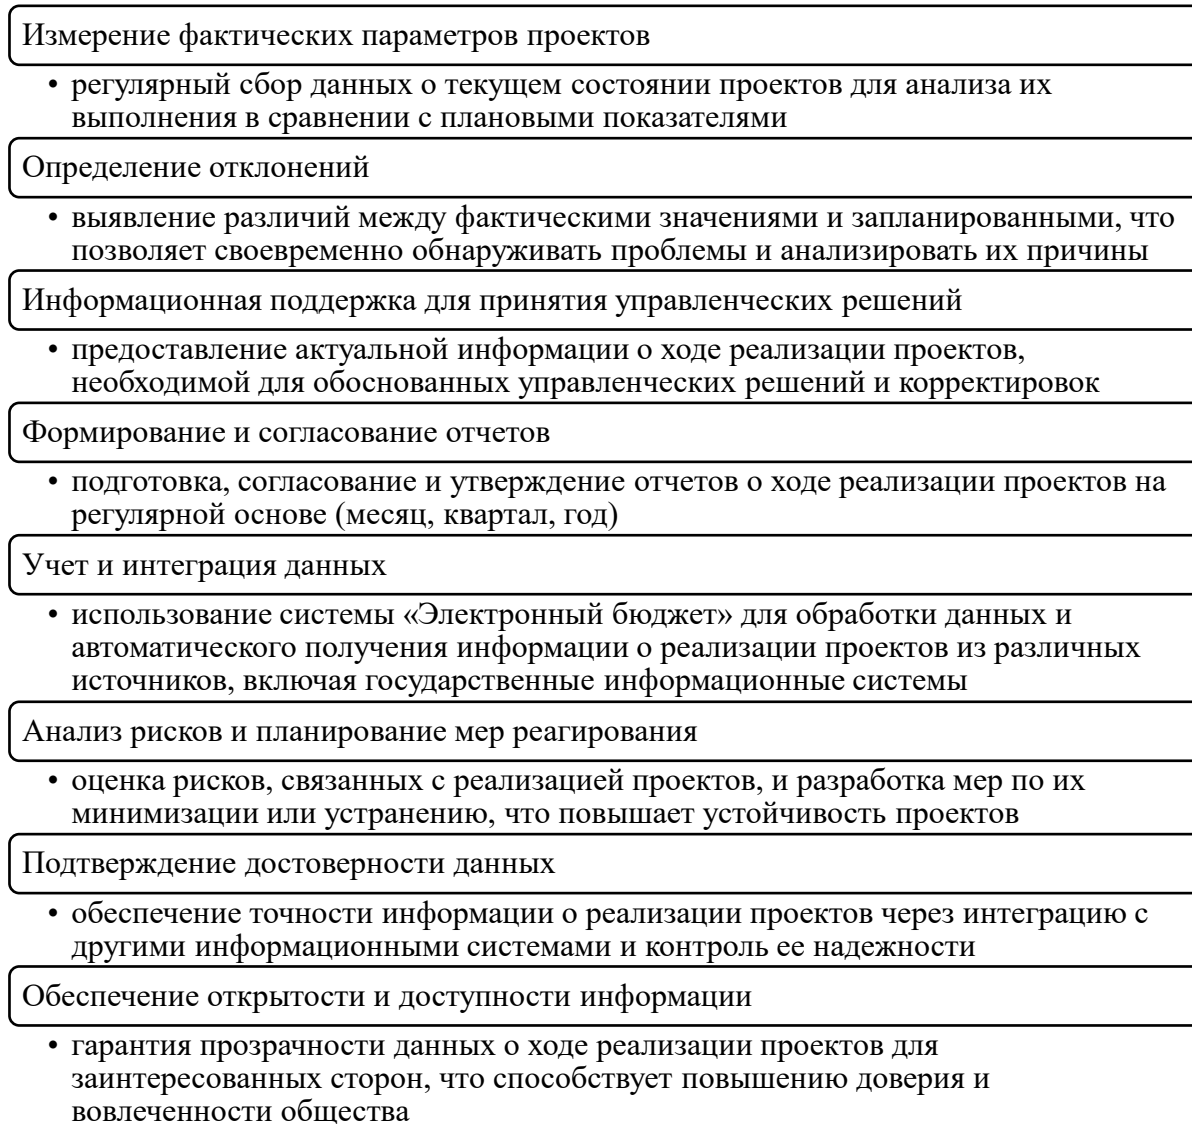 Измерение фактических параметров проектов
• регулярный сбор данных о текущем состоянии проектов для анализа их
выполнения в сравнении с плановыми показателями
Определение отклонений
• выявление различий между фактическими значениями и запланированными, что
позволяет своевременно обнаруживать проблемы и анализировать их причины
Информационная поддержка для принятия управленческих решений
• предоставление актуальной информации о ходе реализации проектов,
необходимой для обоснованных управленческих решений и корректировок
Формирование и согласование отчетов
• подготовка, согласование и утверждение отчетов о ходе реализации проектов на
регулярной основе (месяц, квартал, год)
Учет и интеграция данных
• использование системы «Электронный бюджет» для обработки данных и
автоматического получения информации о реализации проектов из различных
источников, включая государственные информационные системы
Анализ рисков и планирование мер реагирования
• оценка рисков, связанных с реализацией проектов, и разработка мер по их
минимизации или устранению, что повышает устойчивость проектов
Подтверждение достоверности данных
• обеспечение точности информации о реализации проектов через интеграцию с
другими информационными системами и контроль ее надежности
Обеспечение открытости и доступности информации
• гарантия прозрачности данных о ходе реализации проектов для
заинтересованных сторон, что способствует повышению доверия и
вовлеченности общества